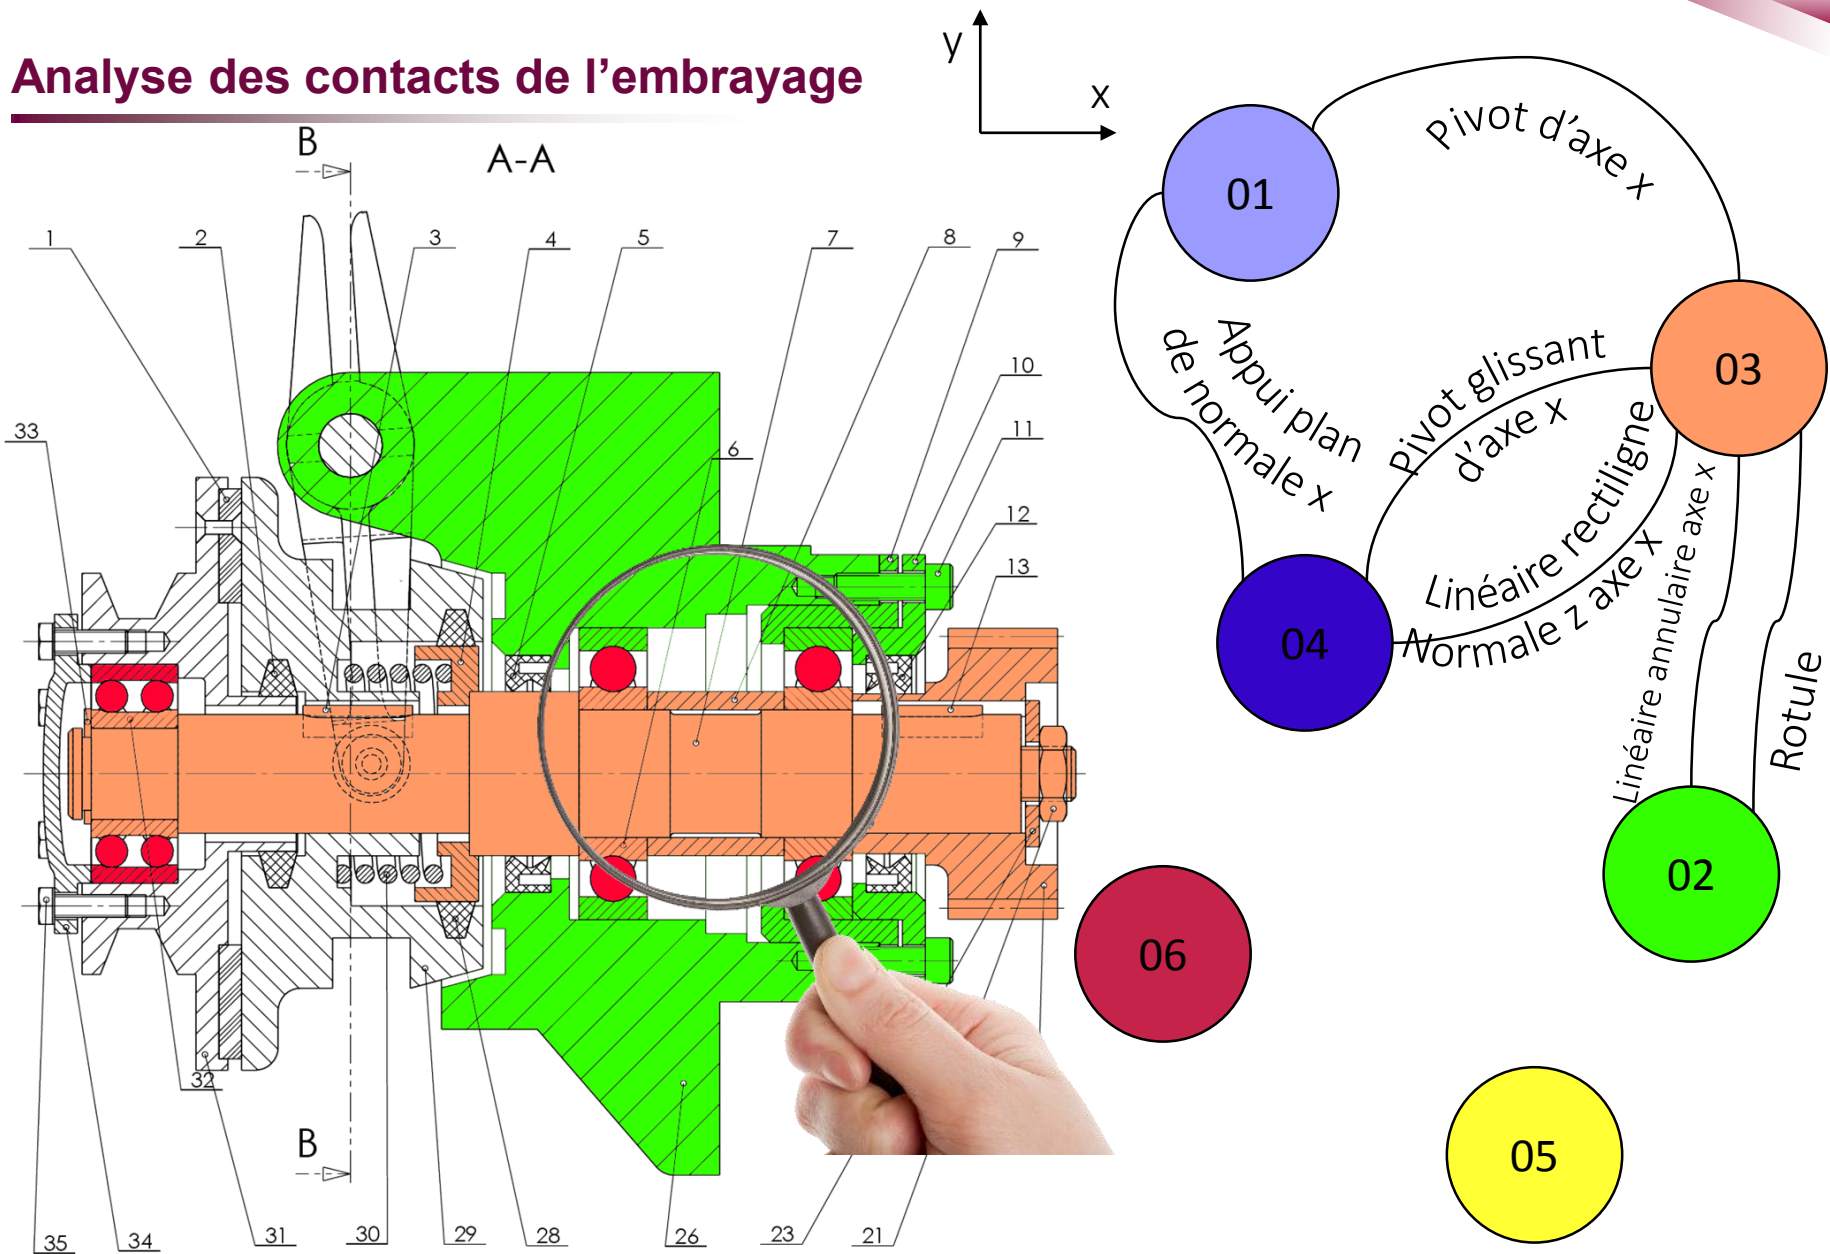 Analyse des contacts de l'embrayage
y
x
B
A-A
1
2
3
4
5
7
8
9
10
11
6
33
12
13
32
B
35
34
31
30
29
28
26
23
21
01
Pivot d'axe x
03
Appui plan
de normale x
Pivot glissant
d'axe x
Linéaire rectiligne
Normale z axe x
04
Linéaire annulaire axe x
Rotule
02
06
05